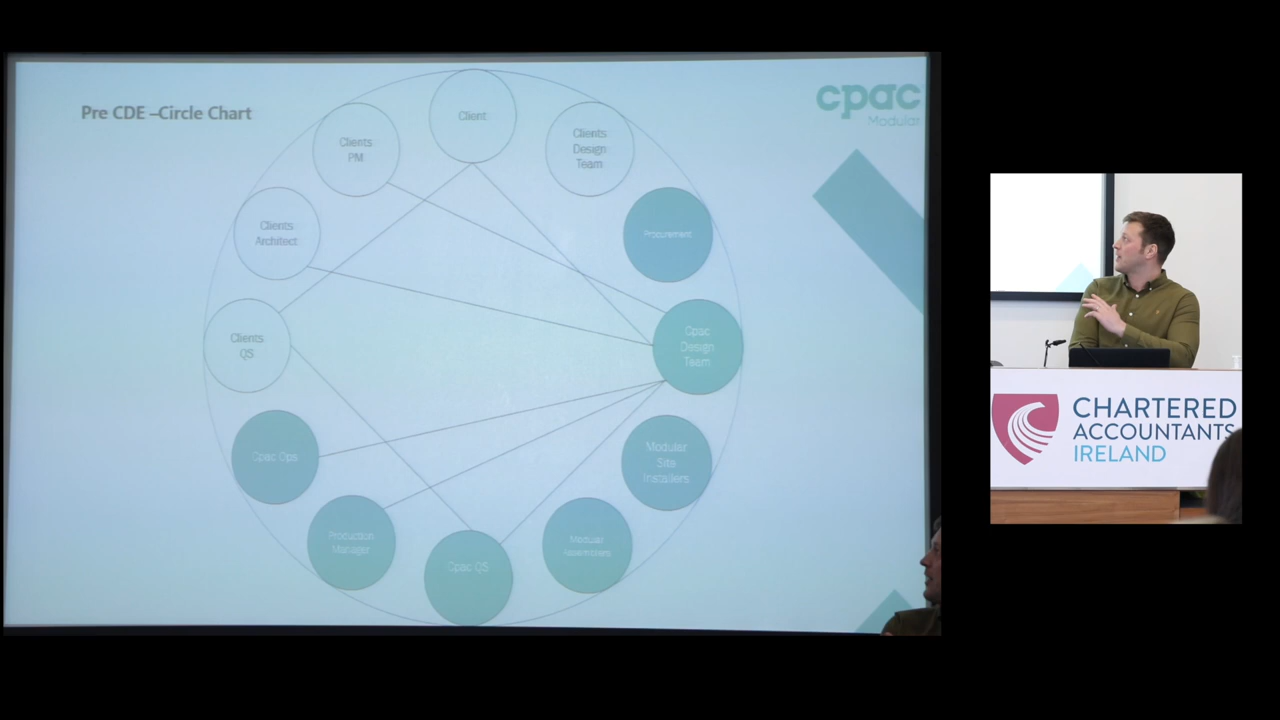 Pre CDE –Circle Chart
cpac
Modular
Client
Clients
PM
Clients
Design
Team
Clients
Architect
Procurement
Clients
QS
Cpac
Design
Team
Cpac Ops
Modular
Site
Installers
Production
Manager
Cpac QS
Modular
Assemblers
CHARTERED
ACCOUNTANTS
IRELAND